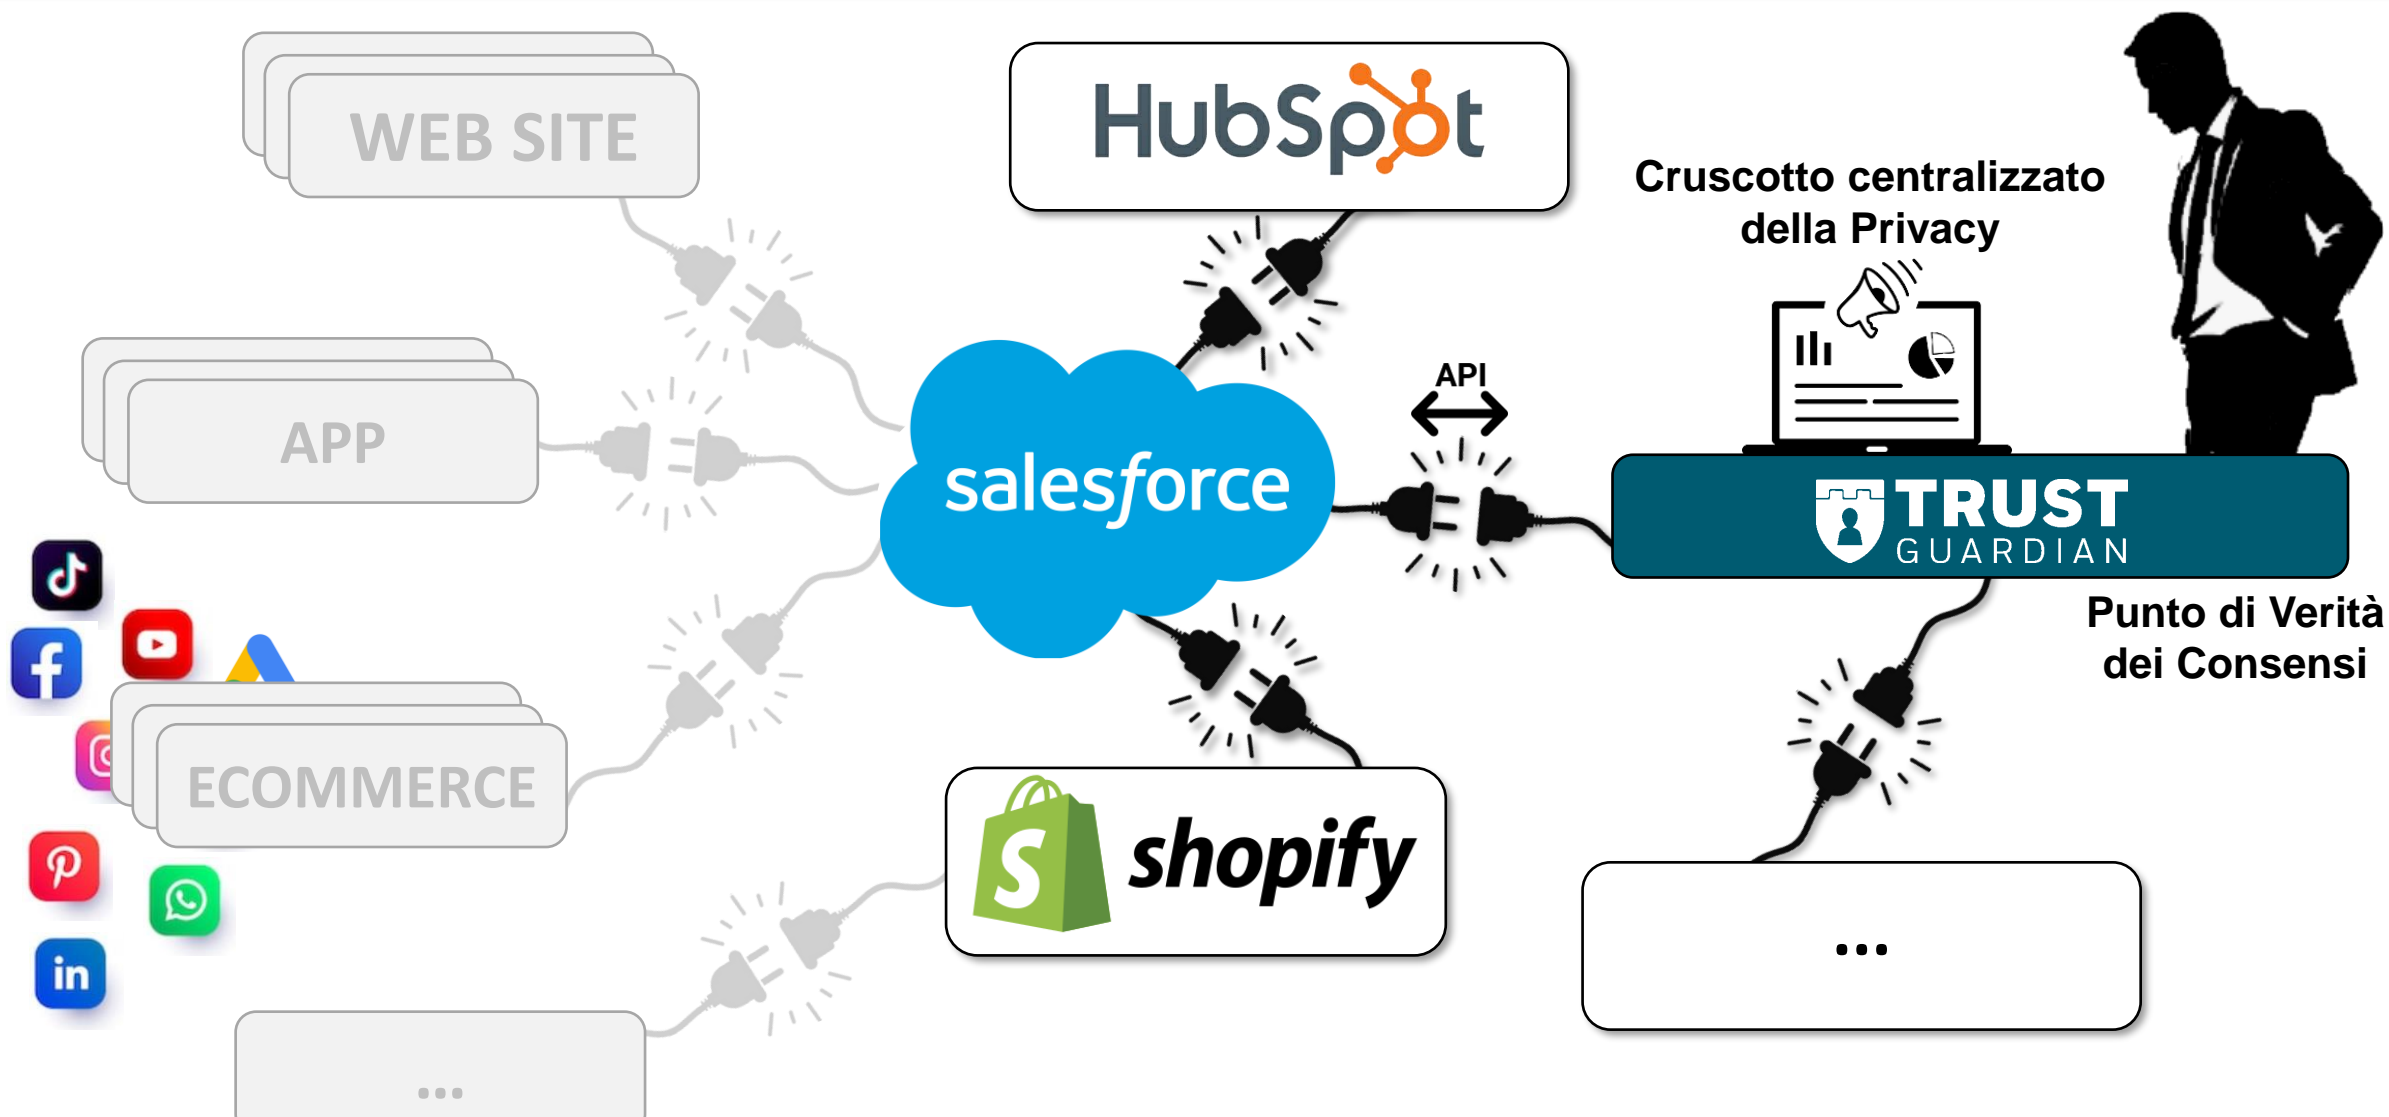 WEB SITE
HubSpot
Cruscotto centralizzato
della Privacy
APP
API
salesforce
TRUST
GUARDIAN
Punto di Verità
dei Consensi
ECOMMERCE
shopify
in
...
...